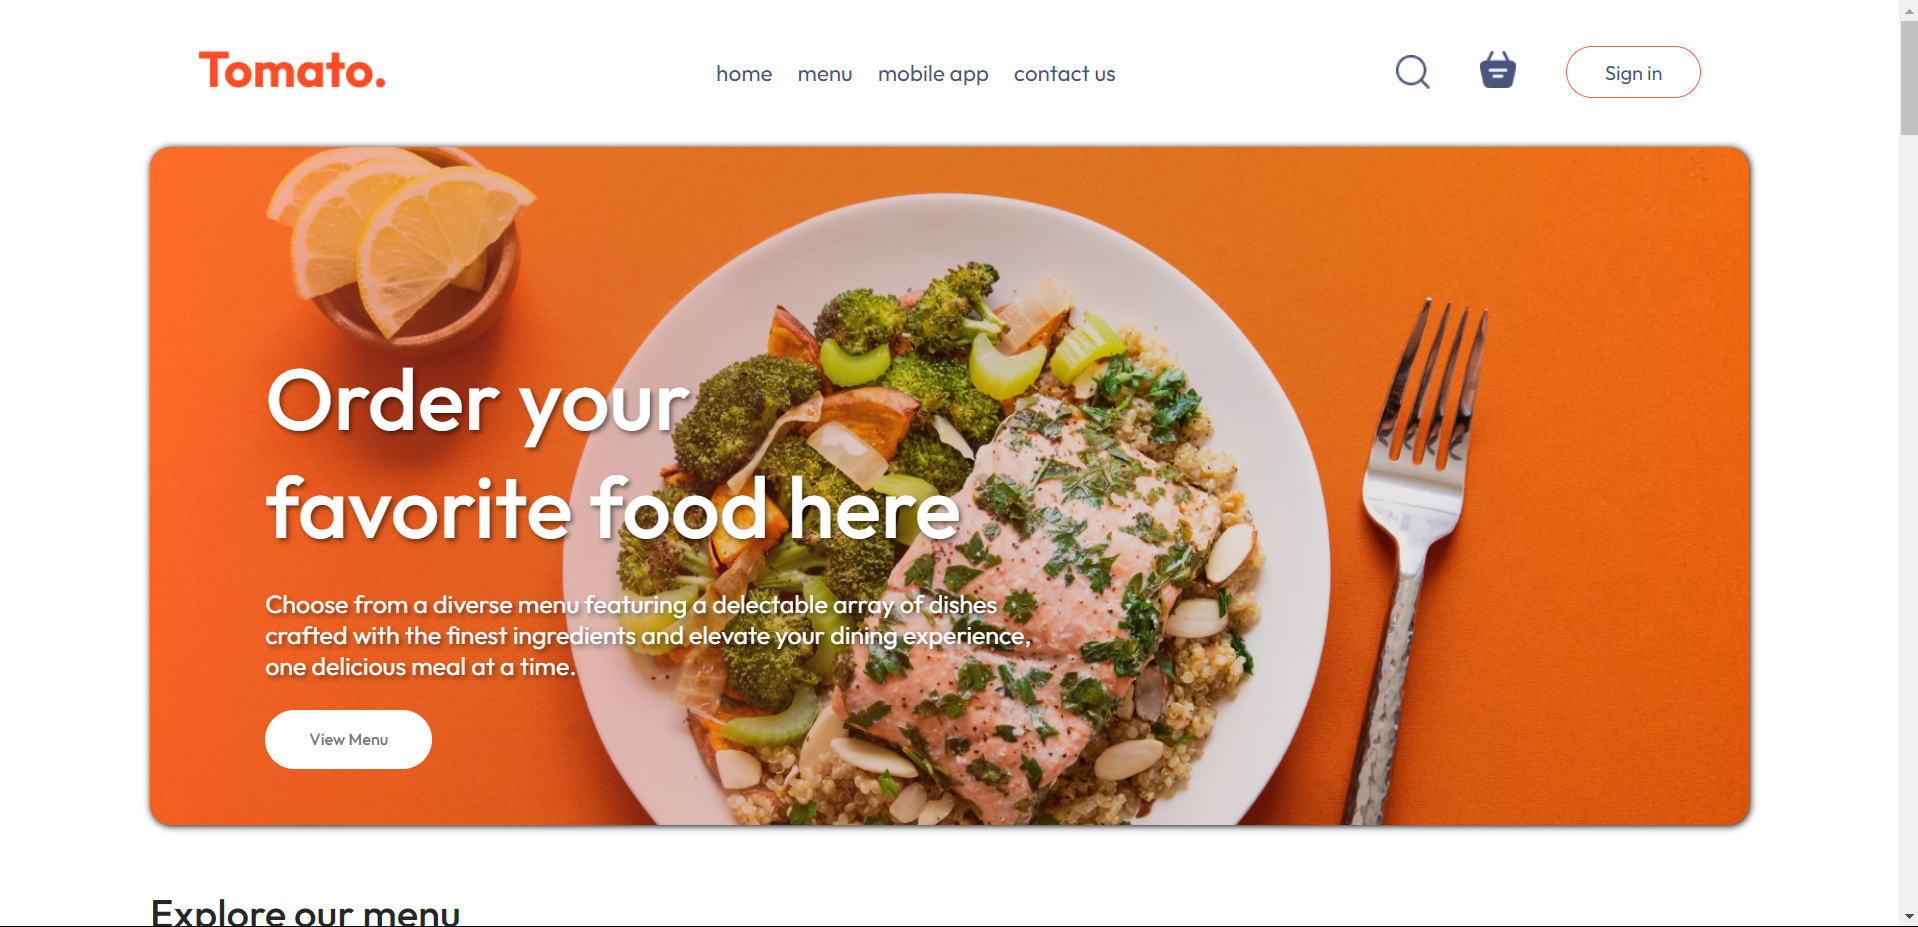 Tomato.
home menu mobile app contact us
Sign in
Order your
favorite food here
Choose from a diverse menu featuring a delectable array of dishes
crafted with the finest ingredients and elevate your dining experience,
one delicious meal at a time.
View Menu
Explore our menu